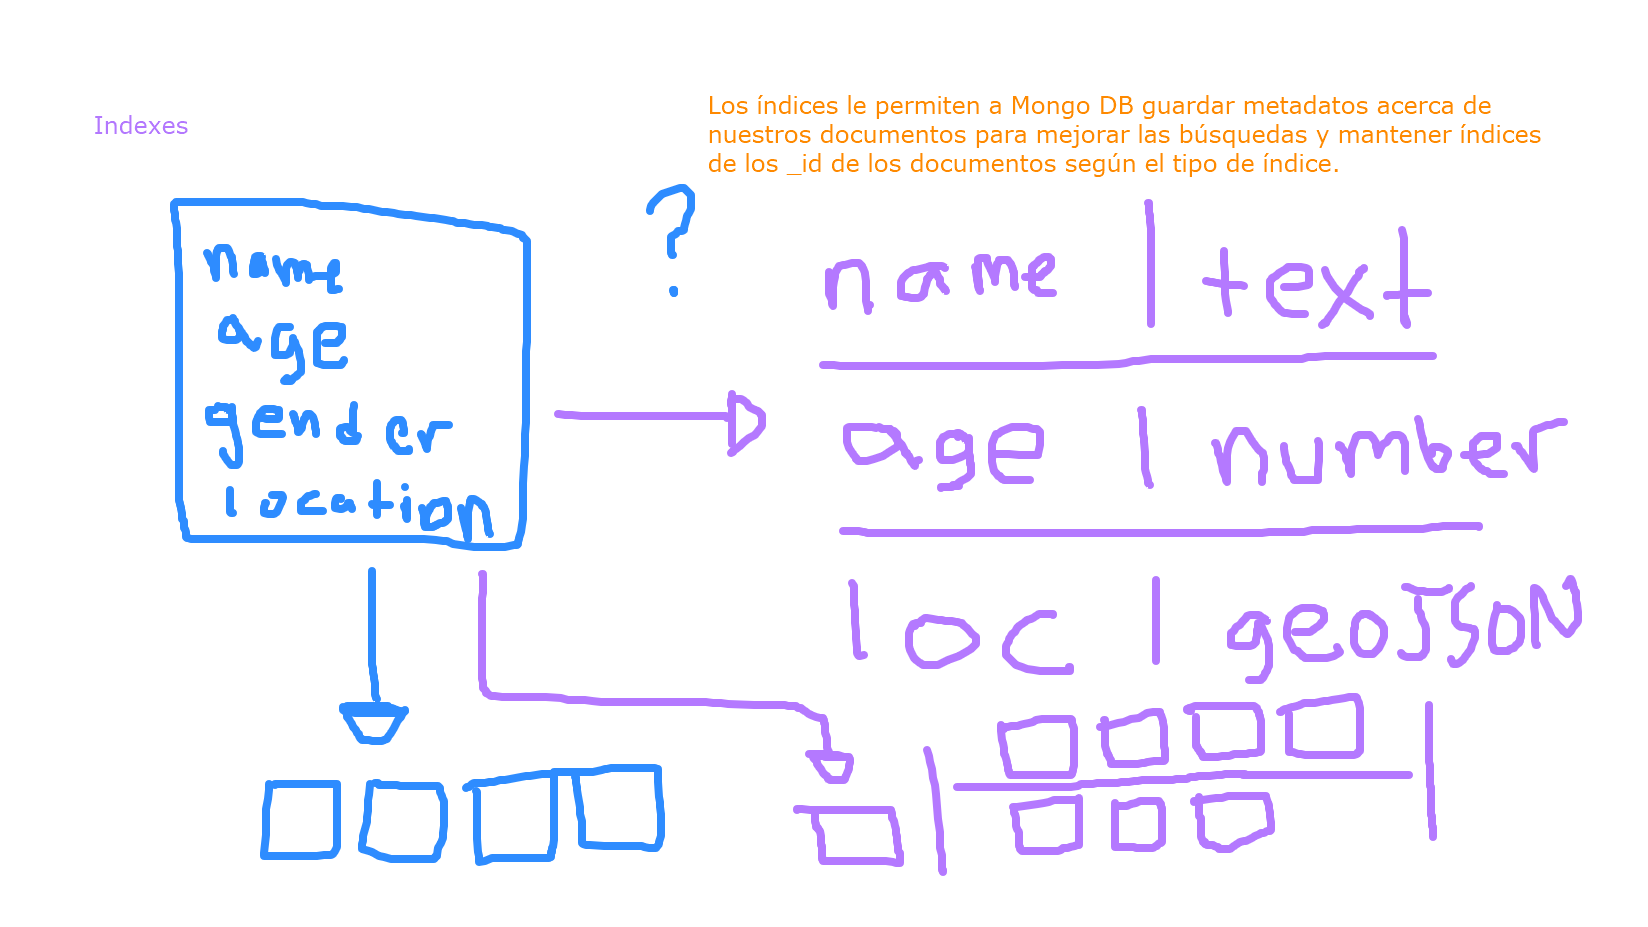 Indexes
Los índices le permiten a Mongo DB guardar metadatos acerca de
nuestros documentos para mejorar las búsquedas y mantener índices
de los _id de los documentos según el tipo de índice.
name
age
gender
location
?
name | text
age | number
loc | geoJSON